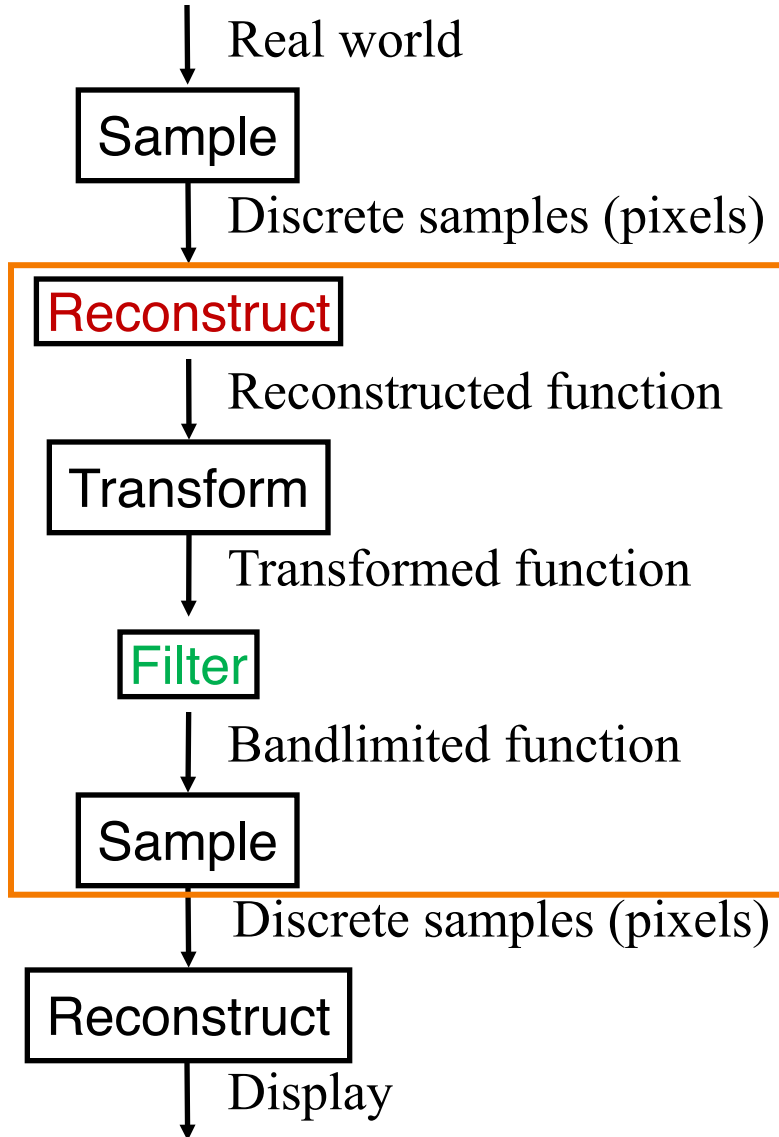 Real world
Sample
Discrete samples (pixels)
Reconstruct
Reconstructed function
Transform
Transformed function
Filter
Bandlimited function
Sample
Discrete samples (pixels)
Reconstruct
Display